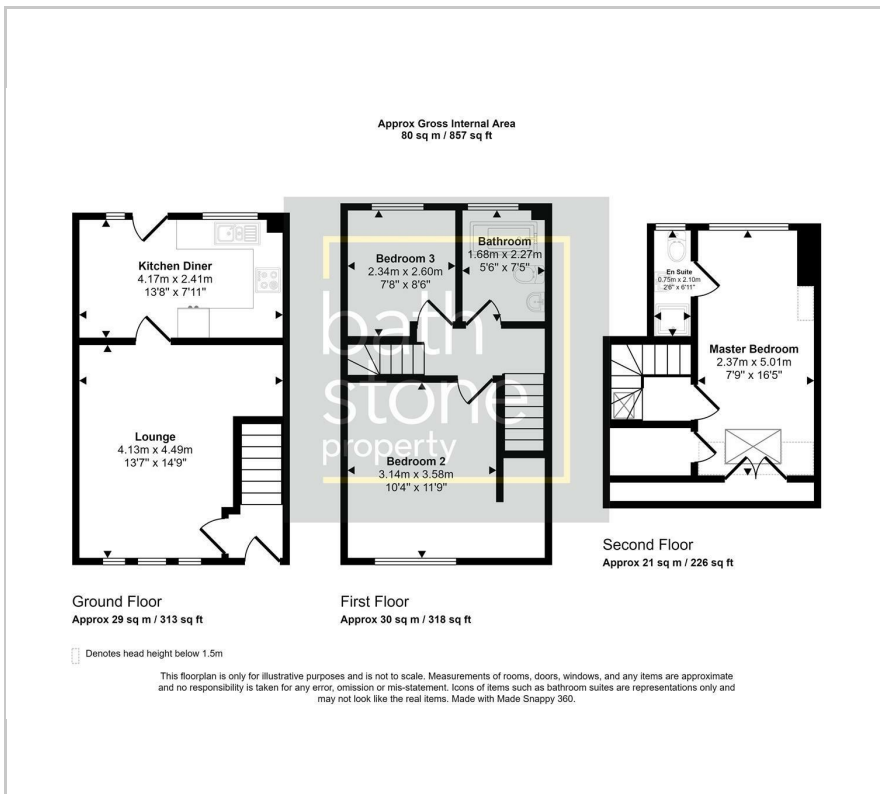 Approx Gross Internal Area
80 sq m / 857 sq ft
Kitchen Diner
4.17m x 2.41m
13'8" x 7'11"
Lounge
4.13m x 4.49m
13'7" x 14'9"
Ground Floor
Approx 29 sq m / 313 sq ft
Bedroom 3
2.34m x 2.60m
7'8" x 8'6"
Bathroom
1.68m x 2.27m
5'6" x 7'5"
bath
stone
property
Bedroom 2
3.14m x 3.58m
10'4" x 11'9"
First Floor
Approx 30 sq m / 318 sq ft
En Suite
0.75m x 2.10m
2'6" x 6'11"
Master Bedroom
2.37m x 5.01m
7'9" x 16'5"
Second Floor
Approx 21 sq m / 226 sq ft
Denotes head height below 1.5m
This floorplan is only for illustrative purposes and is not to scale. Measurements of rooms, doors, windows, and any items are approximate
and no responsibility is taken for any error, omission or mis-statement. Icons of items such as bathroom suites are representations only and
may not look like the real items. Made with Made Snappy 360.